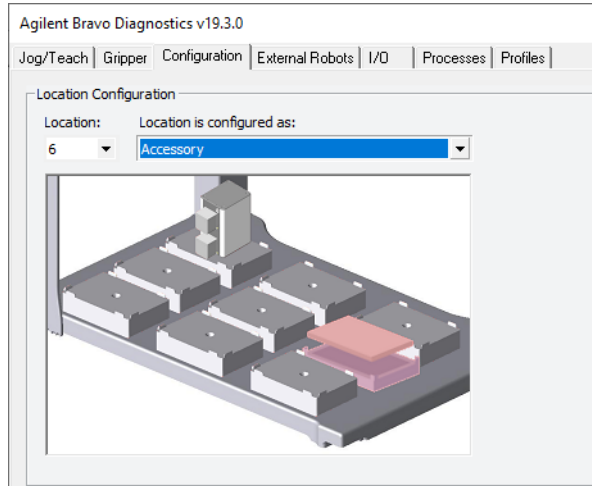 Agilent Bravo Diagnostics v19.3.0
Jog/Teach Gripper Configuration External Robots I/O Processes Profiles
Location Configuration
Location: Location is configured as:
6 Accessory